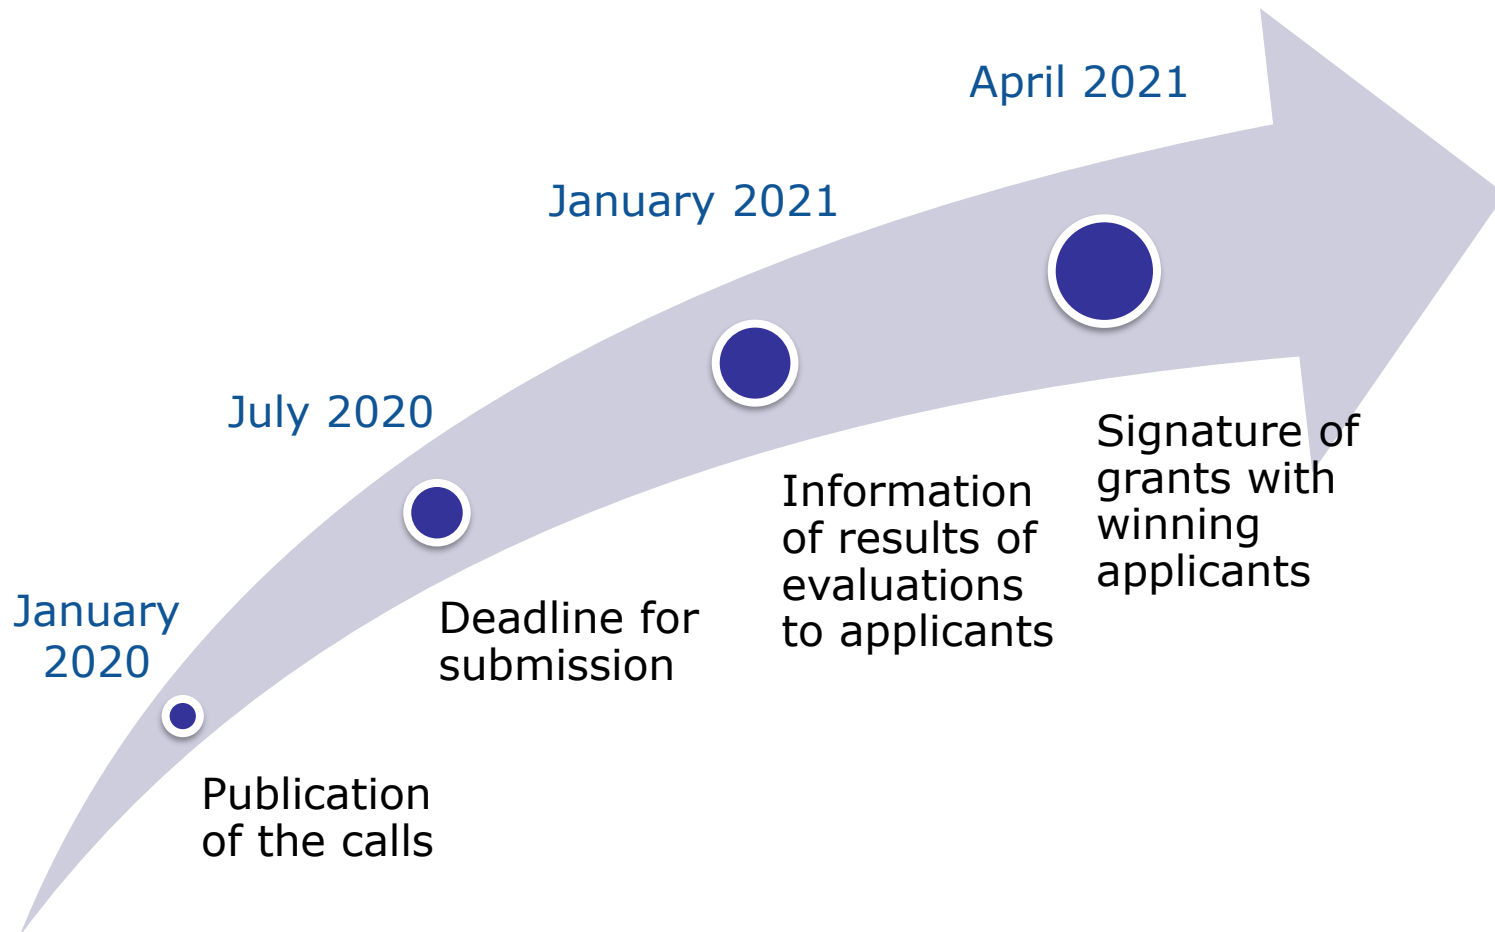 January
2020
Publication
of the calls
July 2020
Deadline for
submission
January 2021
Information
of results of
evaluations
to applicants
April 2021
Signature of
grants with
winning
applicants